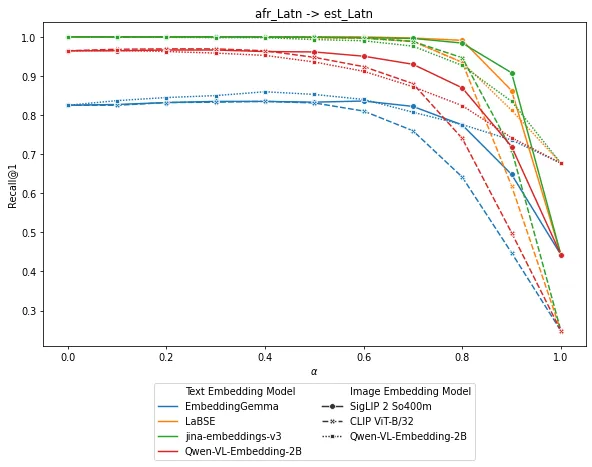 afr_Latn -> est_Latn
Recall@1
1.0
0.9
0.8
0.7
0.6
0.5
0.4
0.3
0.0 0.2 0.4 0.6 0.8 1.0
α
Text Embedding Model Image Embedding Model
EmbeddingGemma SigLIP 2 So400m
LaBSE CLIP ViT-B/32
jina-embeddings-v3 Qwen-VL-Embedding-2B
Qwen-VL-Embedding-2B